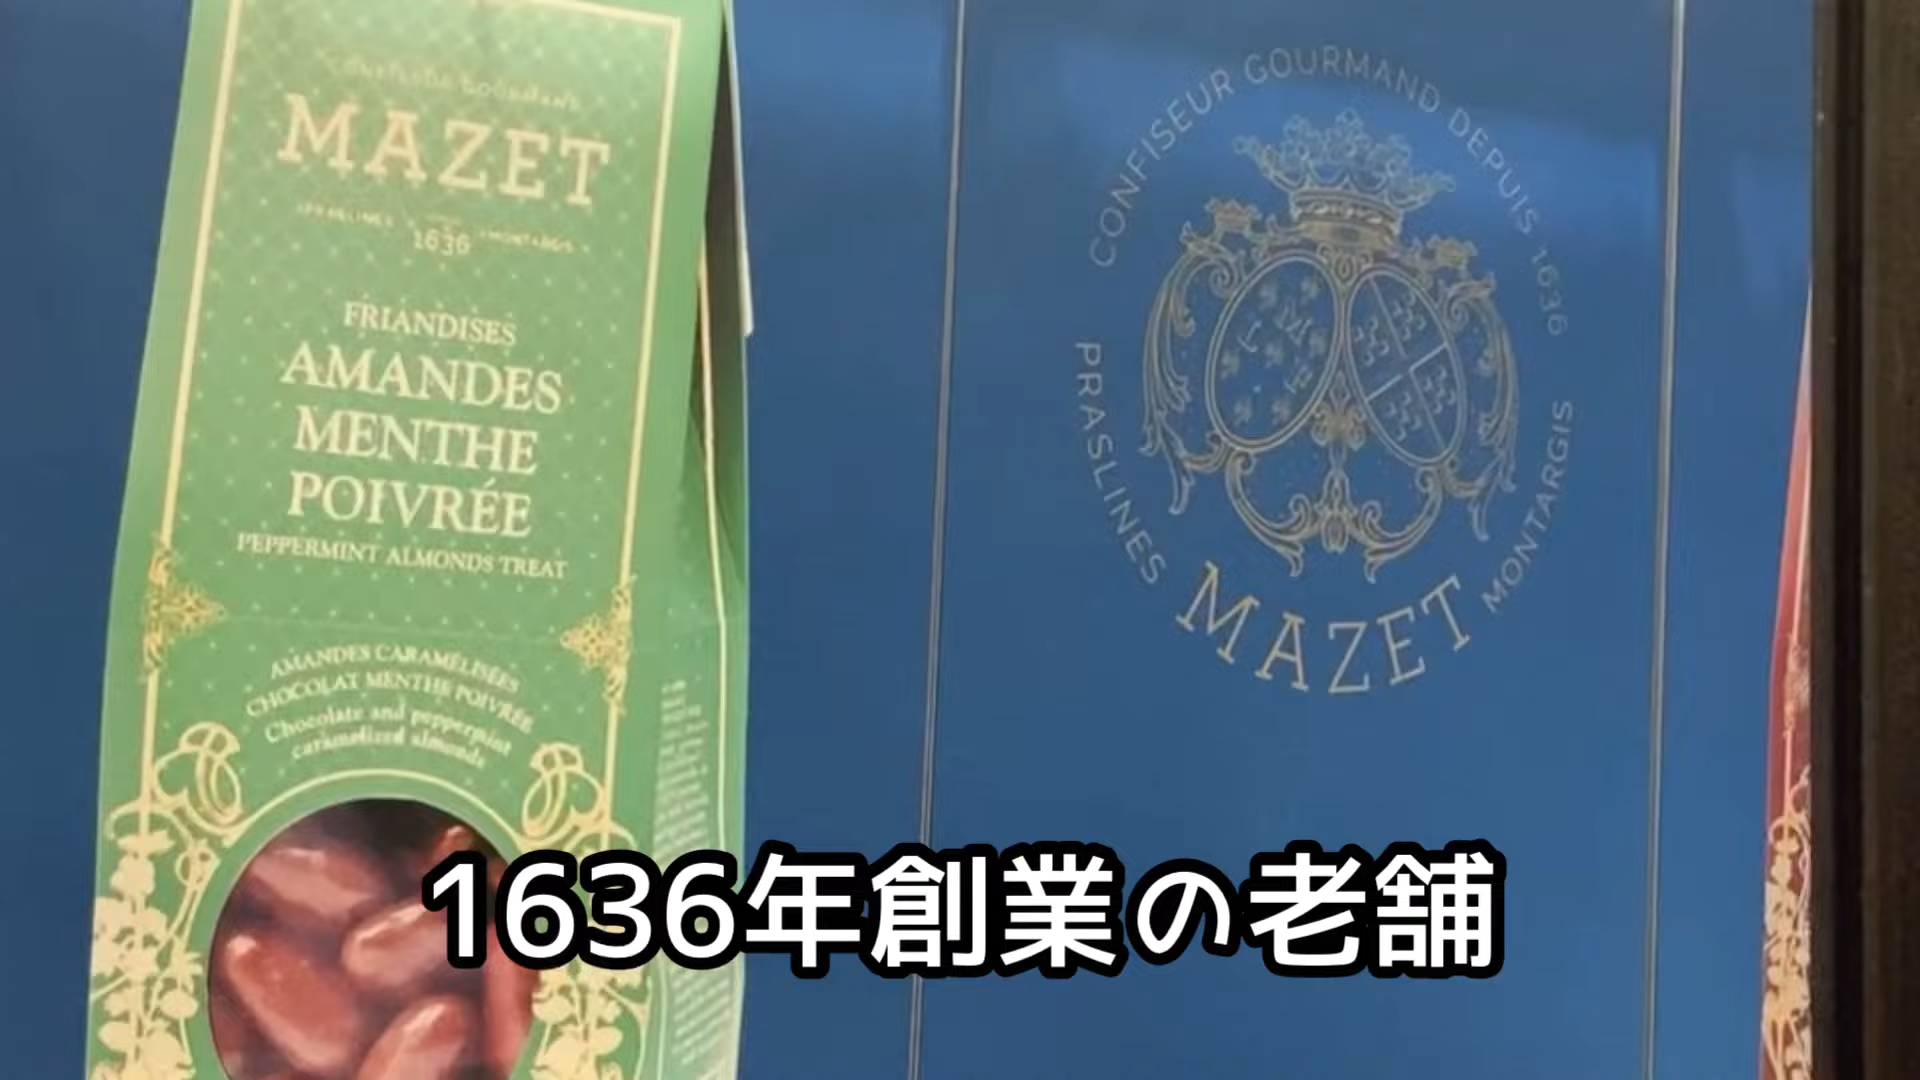 CONFISEUR GOURMAND
MAZET
PRASLINES MONTARGIS
1636
FRIANDISES
AMANDES
MENTHE
POIVRÉE
PEPPERMINT ALMONDS TREAT
AMANDES CARAMÉLISÉES
CHOCOLAT MENTHE POIVRÉE
Chocolate and peppermint
caramelized almonds
CONFISEUR GOURMAND DEPUIS 1636
PRASLINES
MAZET
MONTARGIS
1636年創業の老舗